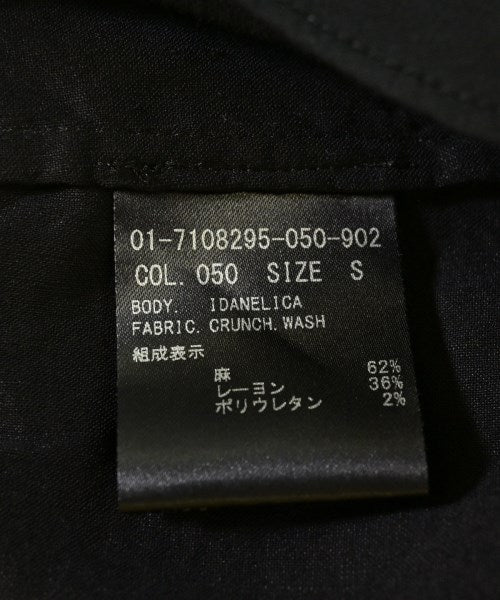 01-7108295-050-902
COL. 050 SIZE S
BODY. IDANELICA
FABRIC. CRUNCH. WASH
組成表示
麻 62%
レーヨン 36%
ポリウレタン 2%